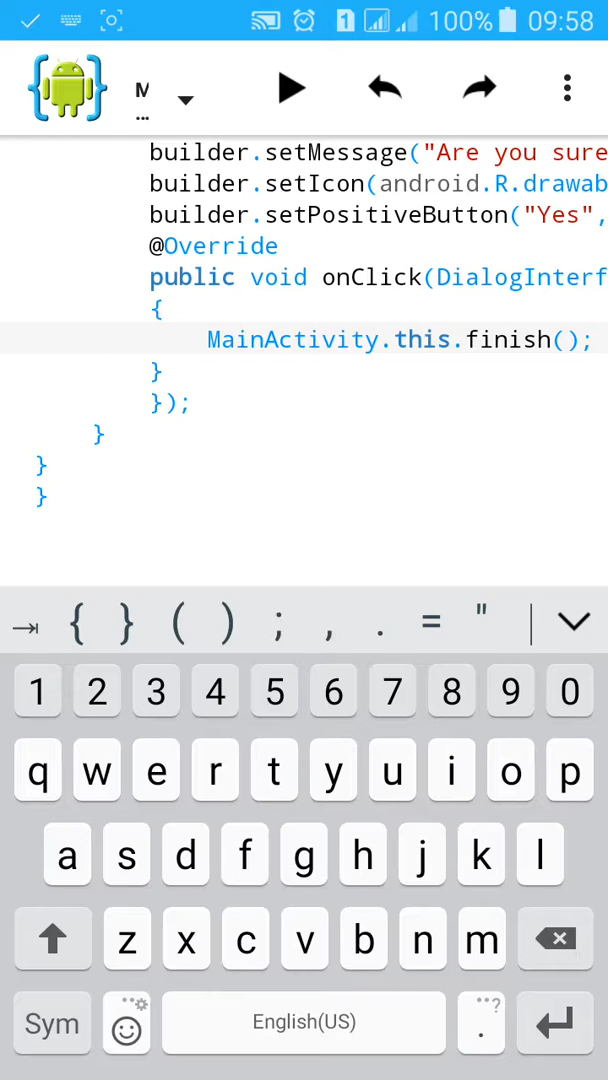 1 100% 09:58
M
...
builder.setMessage("Are you sure
builder.setIcon(android.R.drawab
builder.setPositiveButton("Yes",
@Override
public void onClick(DialogInterf
{
MainActivity.this.finish();
}
});
}
}
}
{ } ( ) ; , . = " |
1 2 3 4 5 6 7 8 9 0
q w e r t y u i o p
a s d f g h j k l
z x c v b n m
Sym English(US) .